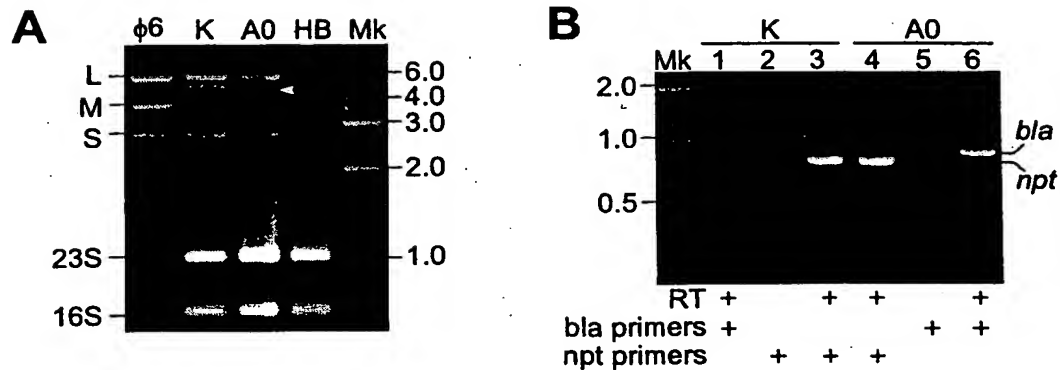 A
ϕ6 K A0 HB Mk
L
M
S
23S
16S
6.0
4.0
3.0
2.0
1.0
B
K A0
Mk 1 2 3 4 5 6
2.0
1.0
0.5
bla
npt
RT + + + +
bla primers + + +
npt primers + + +